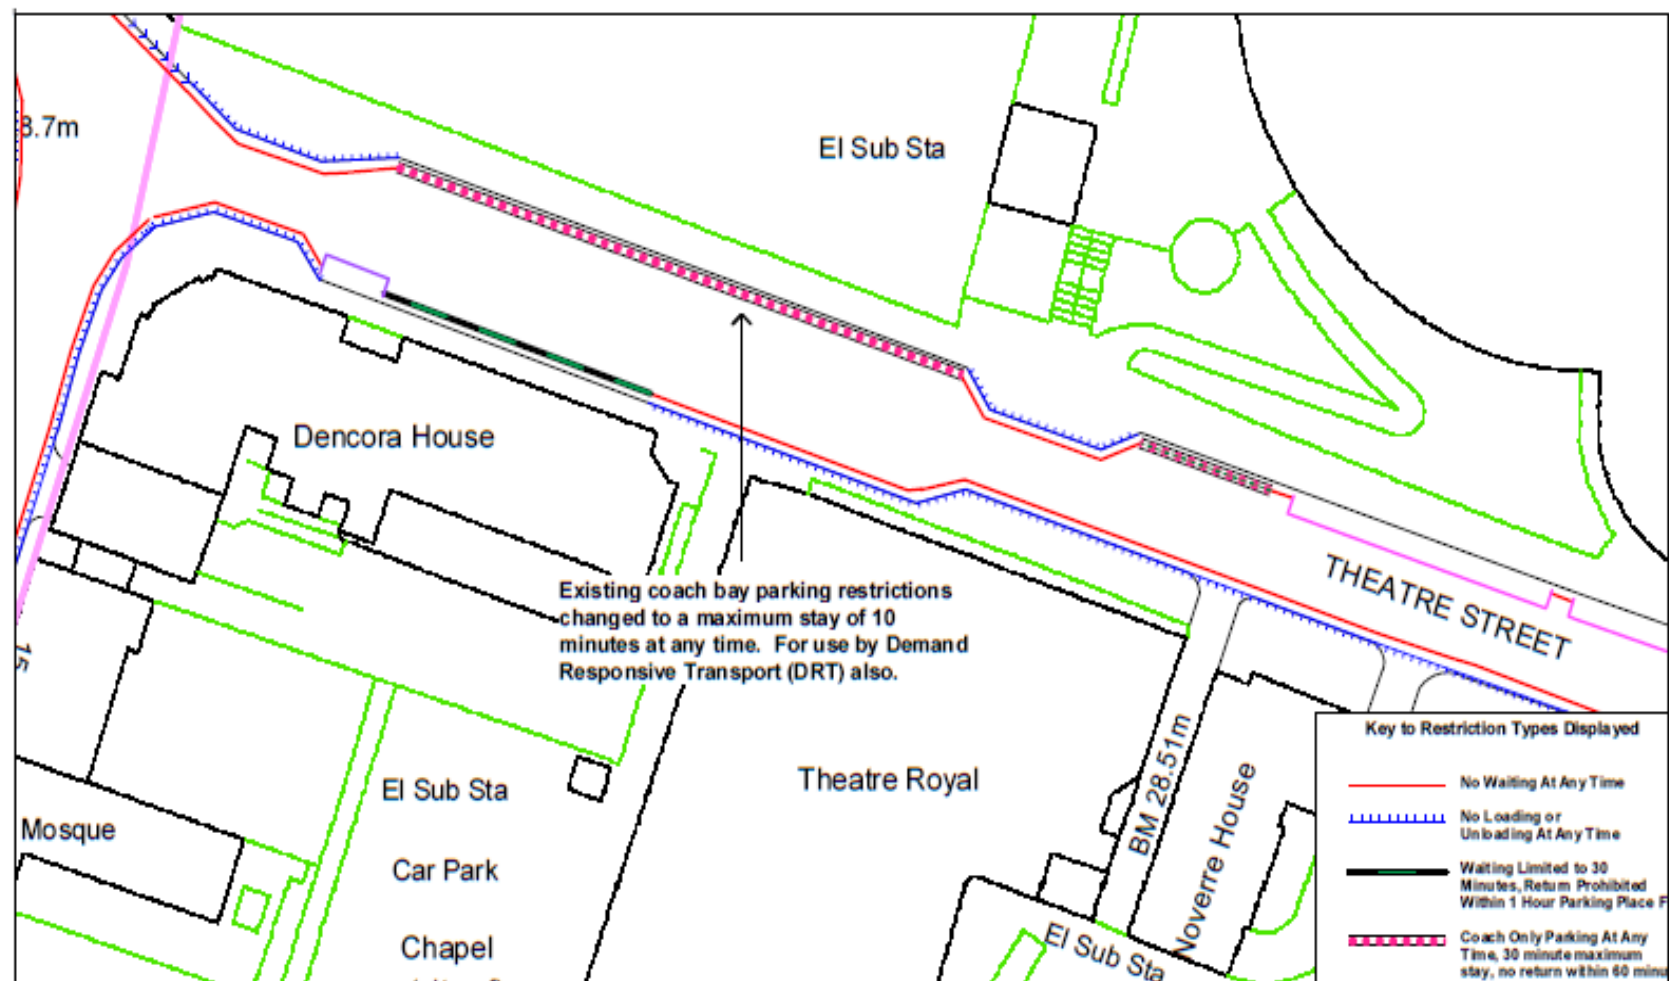 8.7m
El Sub Sta
Dencora House
Existing coach bay parking restrictions
changed to a maximum stay of 10
minutes at any time. For use by Demand
Responsive Transport (DRT) also.
THEATRE STREET
15
El Sub Sta
Theatre Royal
BM 28.51m
Noverre House
Mosque
Car Park
Chapel
El Sub Sta
Key to Restriction Types Displayed
No Waiting At Any Time
No Loading or
Unloading At Any Time
Waiting Limited to 30
Minutes, Return Prohibited
Within 1 Hour Parking Place F
Coach Only Parking At Any
Time, 30 minute maximum
stay, no return within 60 minu